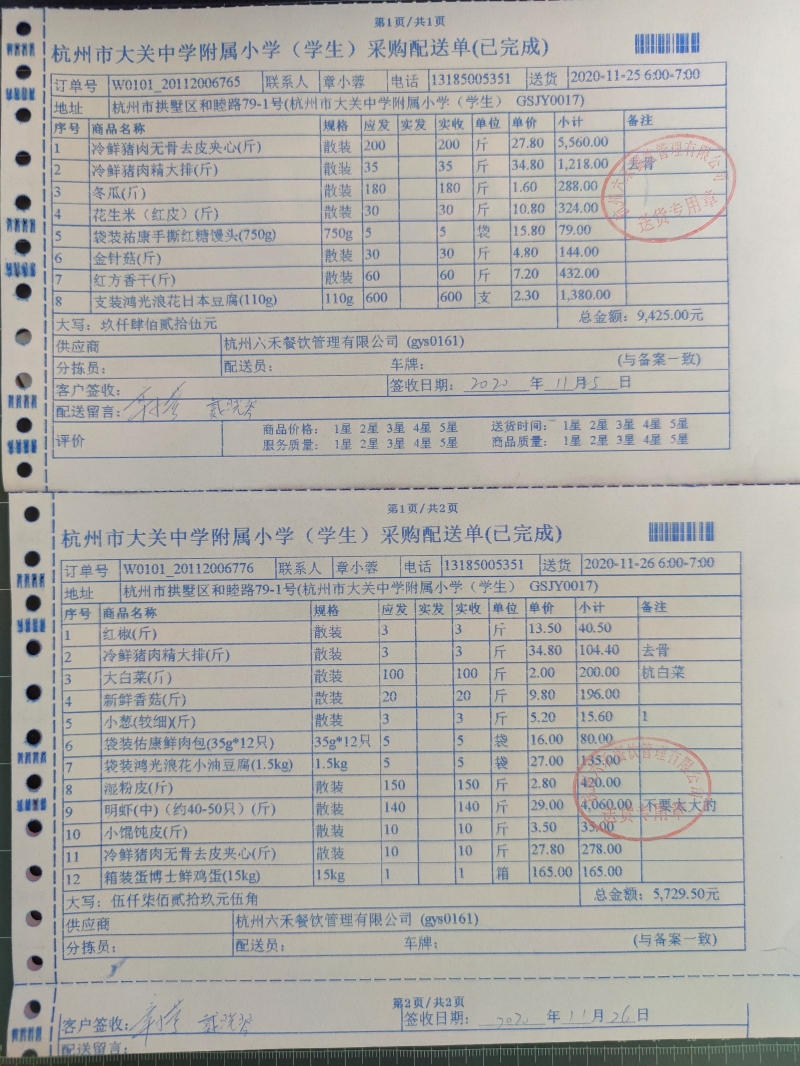 第1页/共1页
杭州市大关中学附属小学（学生）采购配送单(已完成)
订单号 W0101_20112006765 联系人 章小蓉 电话 13185005351 送货 2020-11-25 6:00-7:00
地址 杭州市拱墅区和睦路79-1号(杭州市大关中学附属小学（学生） GSJY0017)
序号 商品名称 规格 应发 实发 实收 单位 单价 小计 备注
1 冷鲜猪肉无骨去皮夹心(斤) 散装 200 200 斤 27.80 5,560.00
2 冷鲜猪肉精大排(斤) 散装 35 35 斤 34.80 1,218.00 去骨
3 冬瓜(斤) 散装 180 180 斤 1.60 288.00
4 花生米（红皮）(斤) 散装 30 30 斤 10.80 324.00
5 袋装祐康手撕红糖馒头(750g) 750g 5 5 袋 15.80 79.00
6 金针菇(斤) 散装 30 30 斤 4.80 144.00
7 红方香干(斤) 散装 60 60 斤 7.20 432.00
8 支装鸿光浪花日本豆腐(110g) 110g 600 600 支 2.30 1,380.00
送货专用章
大写：玖仟肆佰贰拾伍元 总金额：9,425.00元
供应商 杭州六禾餐饮管理有限公司 (gys0161)
分拣员： 配送员： 车牌： (与备案一致)
客户签收： 签收日期： 2020 年 11 月 5 日
配送留言：
评价 商品价格： 1星 2星 3星 4星 5星 送货时间： 1星 2星 3星 4星 5星
服务质量： 1星 2星 3星 4星 5星 商品质量： 1星 2星 3星 4星 5星
第1页/共2页
杭州市大关中学附属小学（学生）采购配送单(已完成)
订单号 W0101_20112006776 联系人 章小蓉 电话 13185005351 送货 2020-11-26 6:00-7:00
地址 杭州市拱墅区和睦路79-1号(杭州市大关中学附属小学（学生） GSJY0017)
序号 商品名称 规格 应发 实发 实收 单位 单价 小计 备注
1 红椒(斤) 散装 3 3 斤 13.50 40.50
2 冷鲜猪肉精大排(斤) 散装 3 3 斤 34.80 104.40 去骨
3 大白菜(斤) 散装 100 100 斤 2.00 200.00 杭白菜
4 新鲜香菇(斤) 散装 20 20 斤 9.80 196.00
5 小葱(较细)(斤) 散装 3 3 斤 5.20 15.60 1
6 袋装佑康鲜肉包(35g*12只) 35g*12只 5 5 袋 16.00 80.00
7 袋装鸿光浪花小油豆腐(1.5kg) 1.5kg 5 5 袋 27.00 135.00
8 湿粉皮(斤) 散装 150 150 斤 2.80 420.00
9 明虾(中)（约40-50只）(斤) 散装 140 140 斤 29.00 4,060.00 不要太大的
10 小馄饨皮(斤) 散装 10 10 斤 3.50 35.00
11 冷鲜猪肉无骨去皮夹心(斤) 散装 10 10 斤 27.80 278.00
12 箱装蛋博士鲜鸡蛋(15kg) 15kg 1 1 箱 165.00 165.00
送货专用章
大写：伍仟柒佰贰拾玖元伍角 总金额：5,729.50元
供应商 杭州六禾餐饮管理有限公司 (gys0161)
分拣员： 配送员： 车牌： (与备案一致)
第2页/共2页
客户签收： 签收日期： 2020 年 11 月 26 日
配送留言：